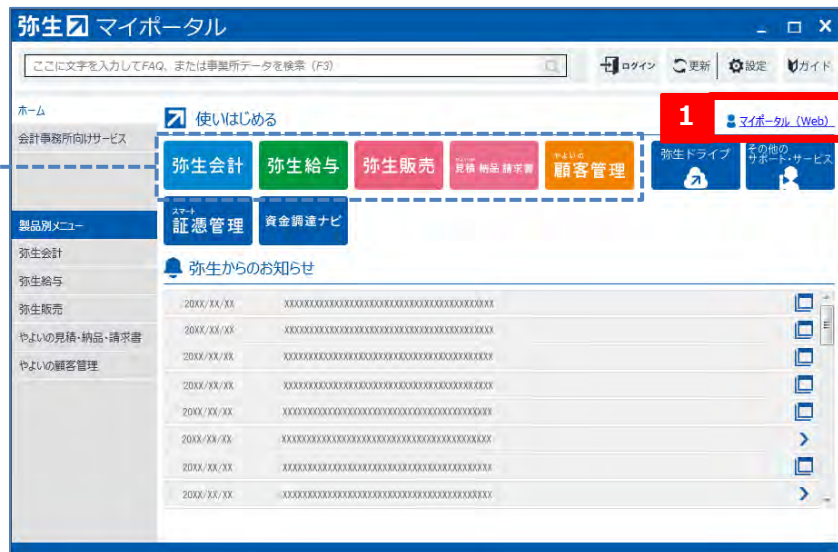 弥生 マイポータル
ここに文字を入力してFAQ、または事業所データを検索 (F3)
ログイン
更新
設定
ガイド
ホーム
会計事務所向けサービス
使いはじめる
1
マイポータル (Web)
弥生会計
弥生給与
弥生販売
やよいの
見積 納品 請求書
やよいの
顧客管理
弥生ドライブ
その他の
サポート・サービス
スマート
証憑管理
資金調達ナビ
製品別メニュー
弥生会計
弥生給与
弥生販売
やよいの見積・納品・請求書
やよいの顧客管理
弥生からのお知らせ
20XX/XX/XX
20XX/XX/XX
20XX/XX/XX
20XX/XX/XX
20XX/XX/XX
20XX/XX/XX
20XX/XX/XX
20XX/XX/XX